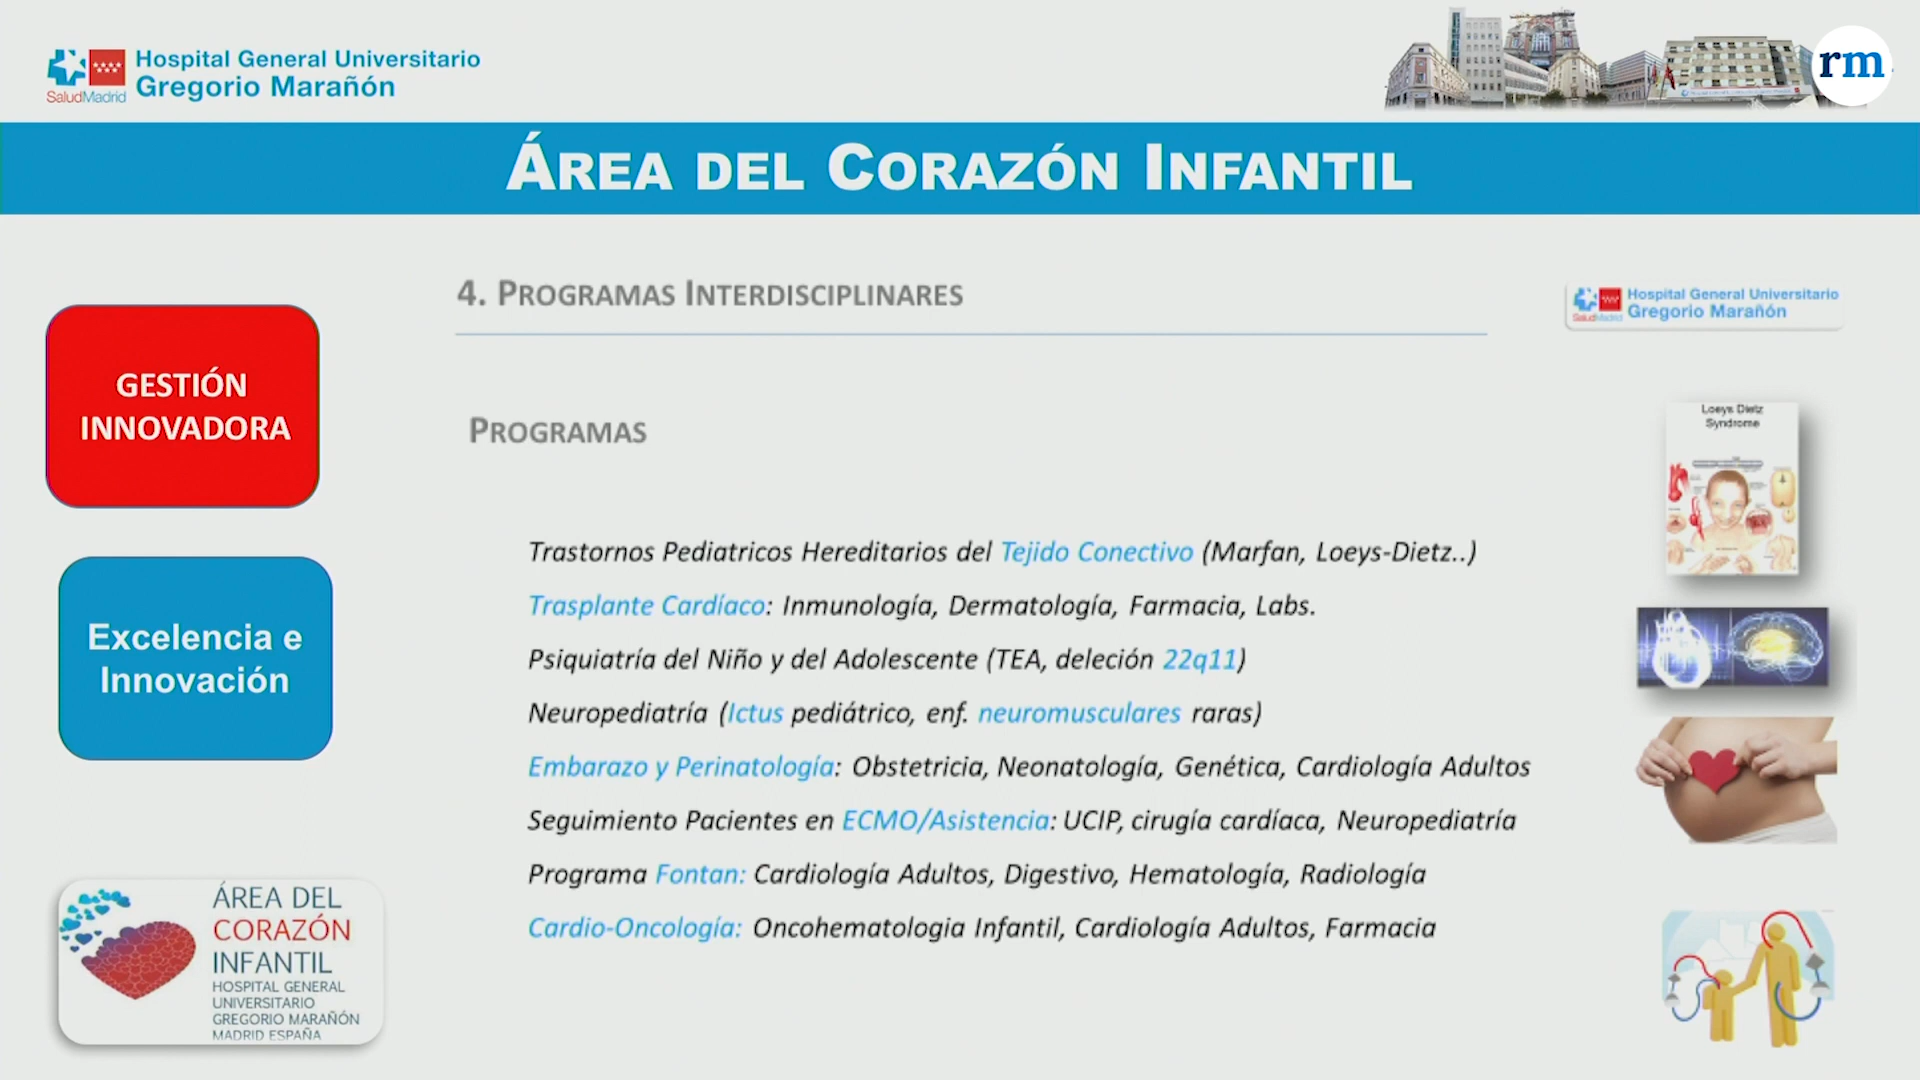 SaludMadrid
Hospital General Universitario
Gregorio Marañón
rm
ÁREA DEL CORAZÓN INFANTIL
4. PROGRAMAS INTERDISCIPLINARES
SaludMadrid
Hospital General Universitario
Gregorio Marañón
GESTIÓN
INNOVADORA
PROGRAMAS
Loeys Dietz
Syndrome
Trastornos Pediatricos Hereditarios del Tejido Conectivo (Marfan, Loeys-Dietz..)
Trasplante Cardíaco: Inmunología, Dermatología, Farmacia, Labs.
Psiquiatría del Niño y del Adolescente (TEA, deleción 22q11)
Neuropediatría (Ictus pediátrico, enf. neuromusculares raras)
Embarazo y Perinatología: Obstetricia, Neonatología, Genética, Cardiología Adultos
Seguimiento Pacientes en ECMO/Asistencia: UCIP, cirugía cardíaca, Neuropediatría
Programa Fontan: Cardiología Adultos, Digestivo, Hematología, Radiología
Cardio-Oncología: Oncohematologia Infantil, Cardiología Adultos, Farmacia
Excelencia e
Innovación
ÁREA DEL
CORAZÓN
INFANTIL
HOSPITAL GENERAL
UNIVERSITARIO
GREGORIO MARAÑÓN
MADRID ESPAÑA